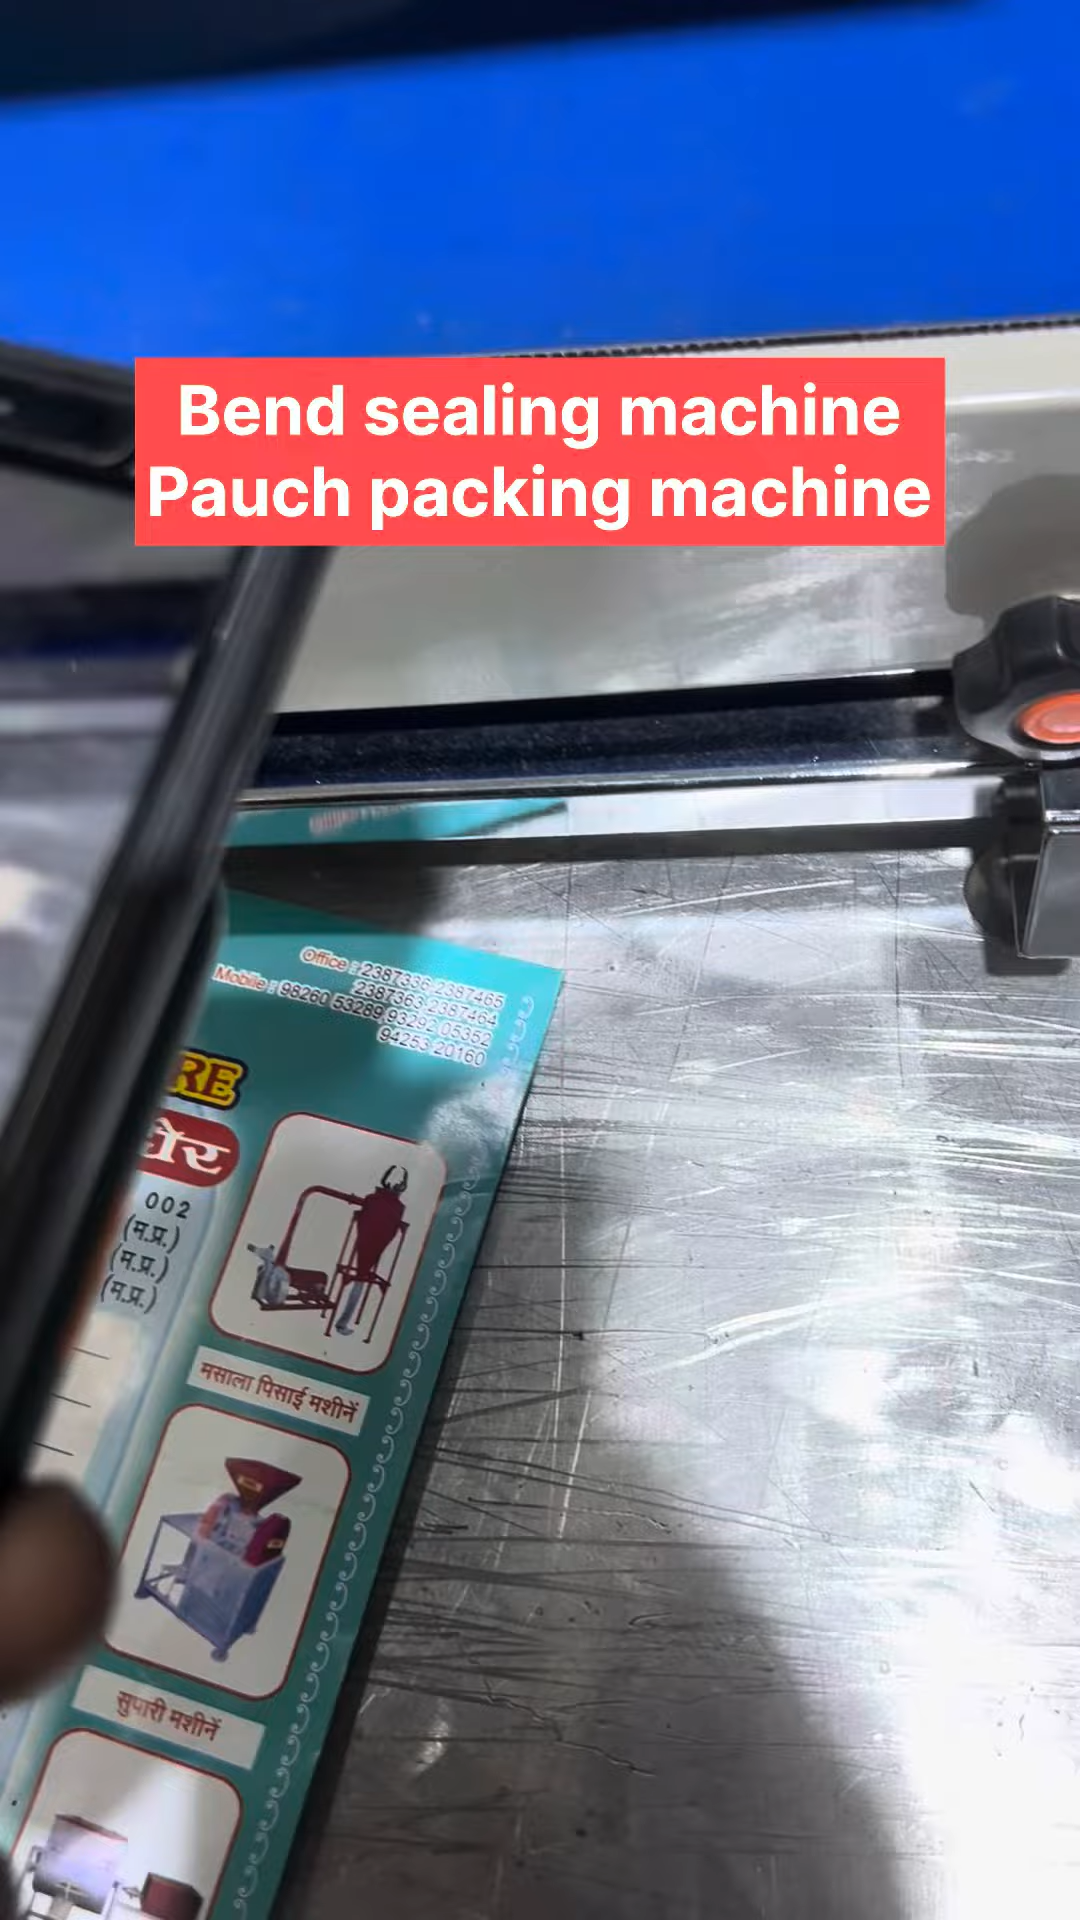 Bend sealing machine
Pauch packing machine
Office : 2387336 2387465
2387363 2387464
Mobile : 98260 53289 93292 05352
94253 20160
002
(म.प्र.)
(म.प्र.)
(म.प्र.)
मसाला पिसाई मशीनें
सुपारी मशीनें